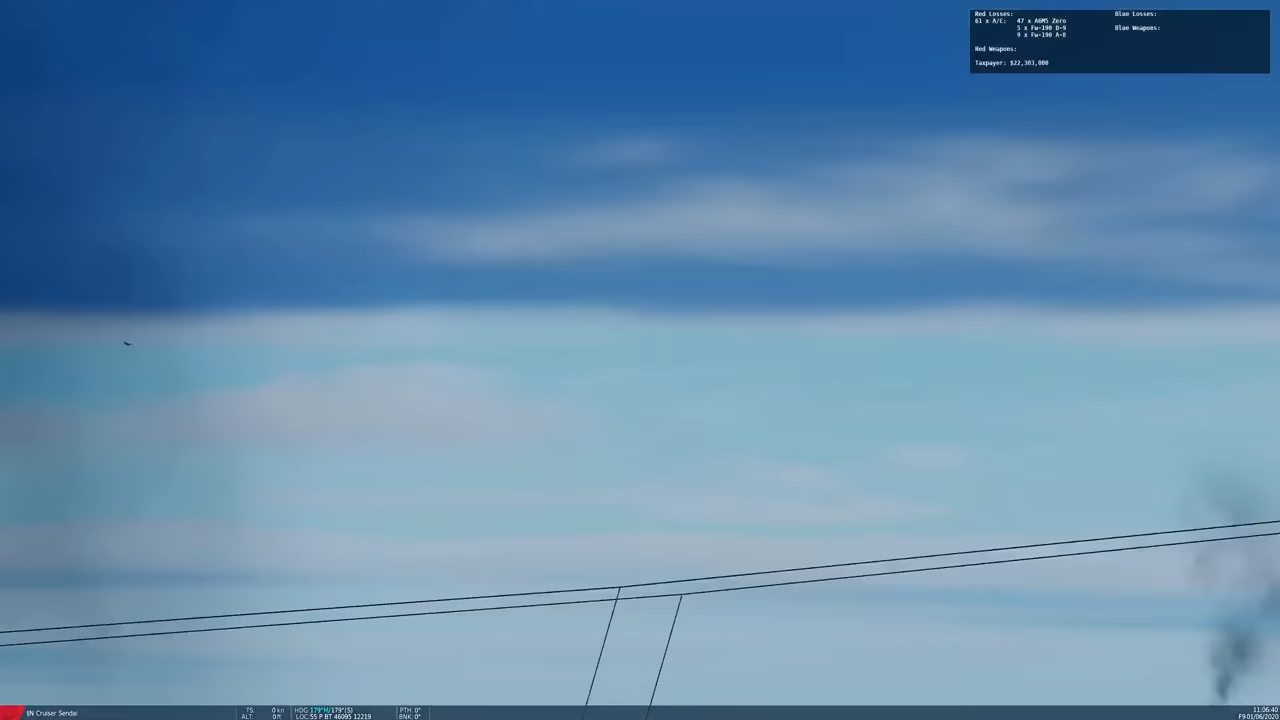 Red Losses:
61 x A/C: 47 x A6M5 Zero
5 x Fw-190 D-9
9 x Fw-190 A-8
Red Weapons:
Taxpayer: $22,303,000
Blue Losses:
Blue Weapons:
IJN Cruiser Sendai
TS: 0 kn
ALT: 0 ft
HDG:179°M/179°(S)
LOC:55 P BT 46095 12219
PTH: 0°
BNK: 0°
11:06:40
F9 01/06/2020